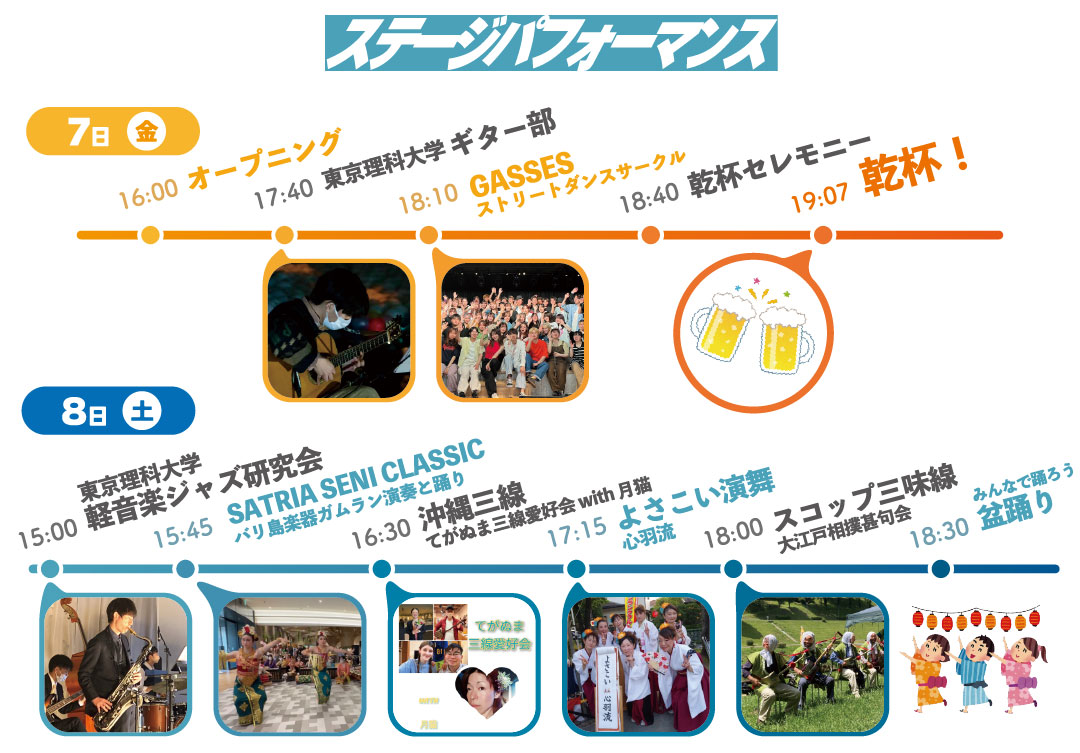 ステージパフォーマンス
7日 金
16:00 オープニング
17:40 東京理科大学 ギター部
18:10 GASSES
ストリートダンスサークル
18:40 乾杯セレモニー
19:07 乾杯！
8日 土
東京理科大学
15:00 軽音楽ジャズ研究会
15:45 SATRIA SENI CLASSIC
バリ島楽器ガムラン演奏と踊り
16:30 沖縄三線
てがぬま三線愛好会 with 月猫
17:15 よさこい演舞
心羽流
18:00 スコップ三味線
大江戸相撲甚句会
みんなで踊ろう
18:30 盆踊り
てがぬま
三線愛好会
月猫
よさこい 心羽流